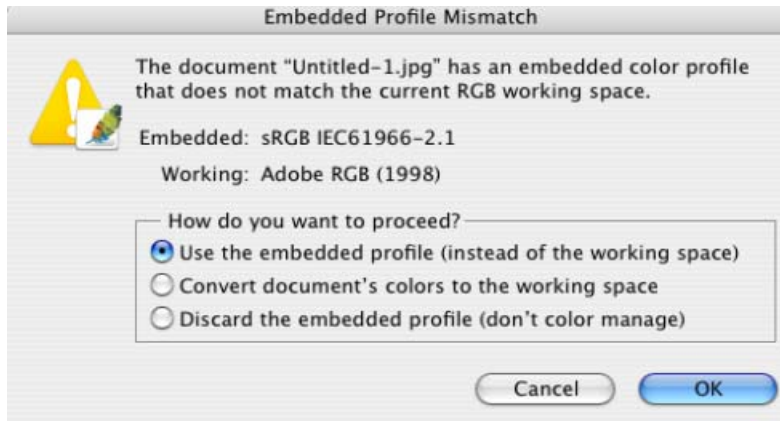 Embedded Profile Mismatch
The document “Untitled-1.jpg” has an embedded color profile
that does not match the current RGB working space.
Embedded: sRGB IEC61966-2.1
Working: Adobe RGB (1998)
How do you want to proceed?
Use the embedded profile (instead of the working space)
Convert document’s colors to the working space
Discard the embedded profile (don’t color manage)
Cancel OK